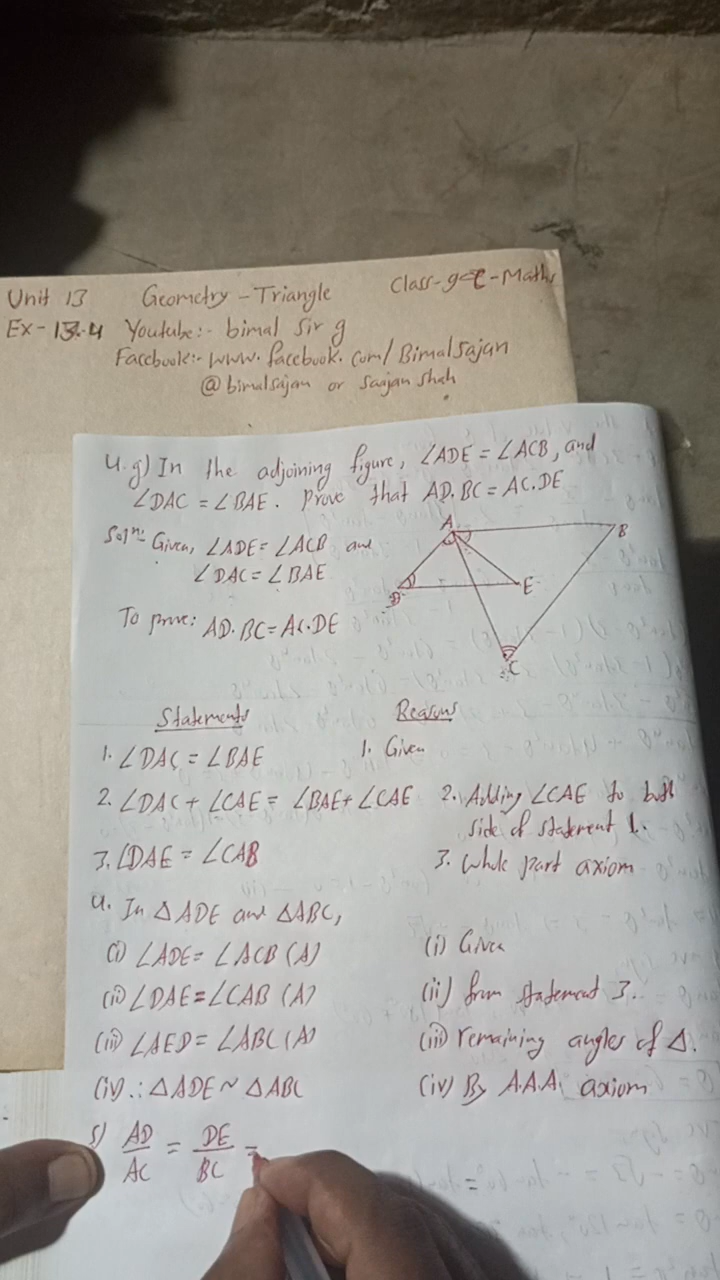 Unit 13 Geometry - Triangle Class-9 - Maths
Ex - 13.4 Youtube:- bimal sir g
Facebook:- www.facebook.com/Bimalsajan
@bimalsajan or Saajan Shah
4.g) In the adjoining figure, ∠ADE = ∠ACB, and
∠DAC = ∠BAE. Prove that AD.BC = AC.DE
Solⁿ: Given, ∠ADE = ∠ACB and
∠DAC = ∠BAE
To prove: AD.BC = AC.DE
A
B
D
E
C
Statements Reasons
1. ∠DAC = ∠BAE 1. Given
2. ∠DAC + ∠CAE = ∠BAE + ∠CAE 2. Adding ∠CAE to both
side of statement 1.
3. ∠DAE = ∠CAB 3. Whole part axiom
4. In △ADE and △ABC,
(i) ∠ADE = ∠ACB (A) (i) Given
(ii) ∠DAE = ∠CAB (A) (ii) from statement 3.
(iii) ∠AED = ∠ABC (A) (iii) remaining angles of △.
(iv) ∴ △ADE ~ △ABC (iv) By A.A.A. axiom
5) AD/AC = DE/BC =